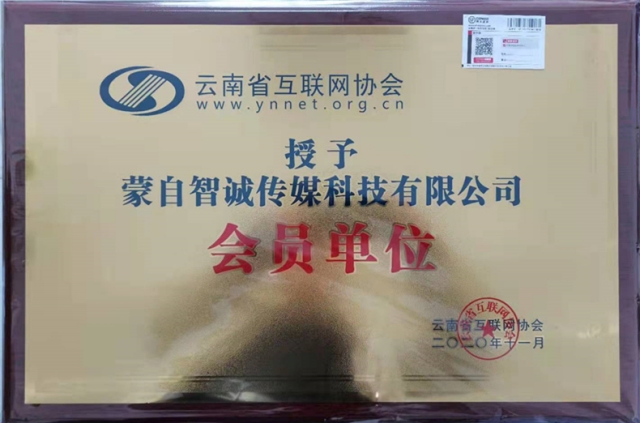 云南省互联网协会
www.ynnet.org.cn
授予
蒙自智诚传媒科技有限公司
会员单位
云南省互联网协会
二〇二〇年十一月